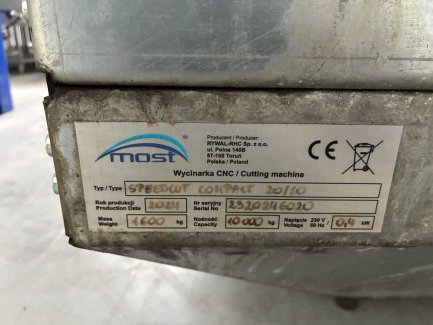 most
Producent / Producer:
RYWAL-RHC Sp. z o.o.
ul. Polna 140B
87-100 Toruń
Polska / Poland
CE
Wycinarka CNC / Cutting machine
Typ / Type SPEEDCUT COMPACT 20/10
Rok produkcji 2024 Nr seryjny 2520246020
Production Date Serial No
Masa 1600 kg Nośność 10000 kg Napięcie 230 V 0,4 kW
Weight Capacity Voltage 50 Hz